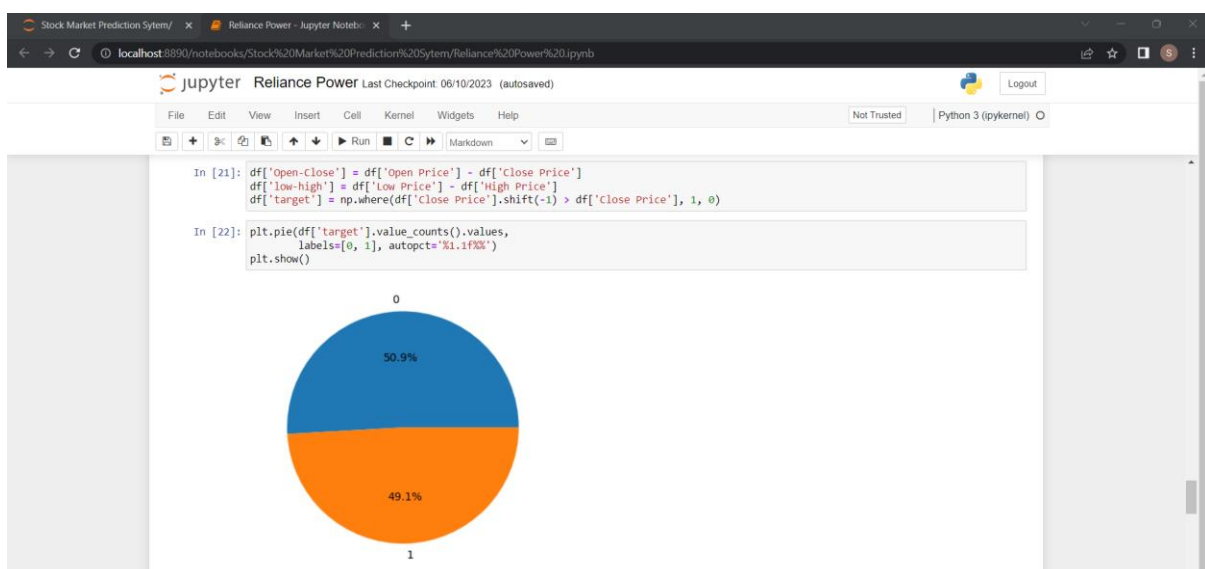 Stock Market Prediction Sytem/
Reliance Power - Jupyter Notebo
localhost:8890/notebooks/Stock%20Market%20Prediction%20Sytem/Reliance%20Power%20.ipynb
S
jupyter Reliance Power Last Checkpoint: 06/10/2023 (autosaved)
Logout
File Edit View Insert Cell Kernel Widgets Help
Not Trusted
Python 3 (ipykernel)
Run
Markdown
In [21]: df['Open-Close'] = df['Open Price'] - df['Close Price']
df['low-high'] = df['Low Price'] - df['High Price']
df['target'] = np.where(df['Close Price'].shift(-1) > df['Close Price'], 1, 0)
In [22]: plt.pie(df['target'].value_counts().values,
labels=[0, 1], autopct='%1.1f%%')
plt.show()
0
50.9%
49.1%
1